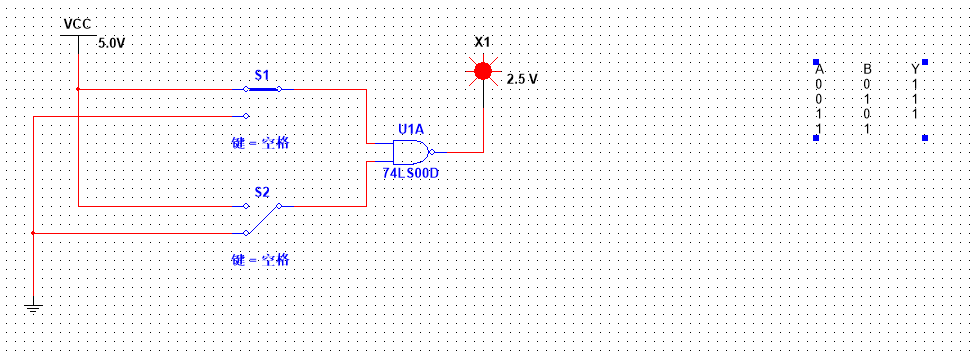 VCC
5.0V
X1
2.5 V
S1
键 = 空格
U1A
74LS00D
S2
键 = 空格
A B Y
0 0 1
0 1 1
1 0 1
1 1